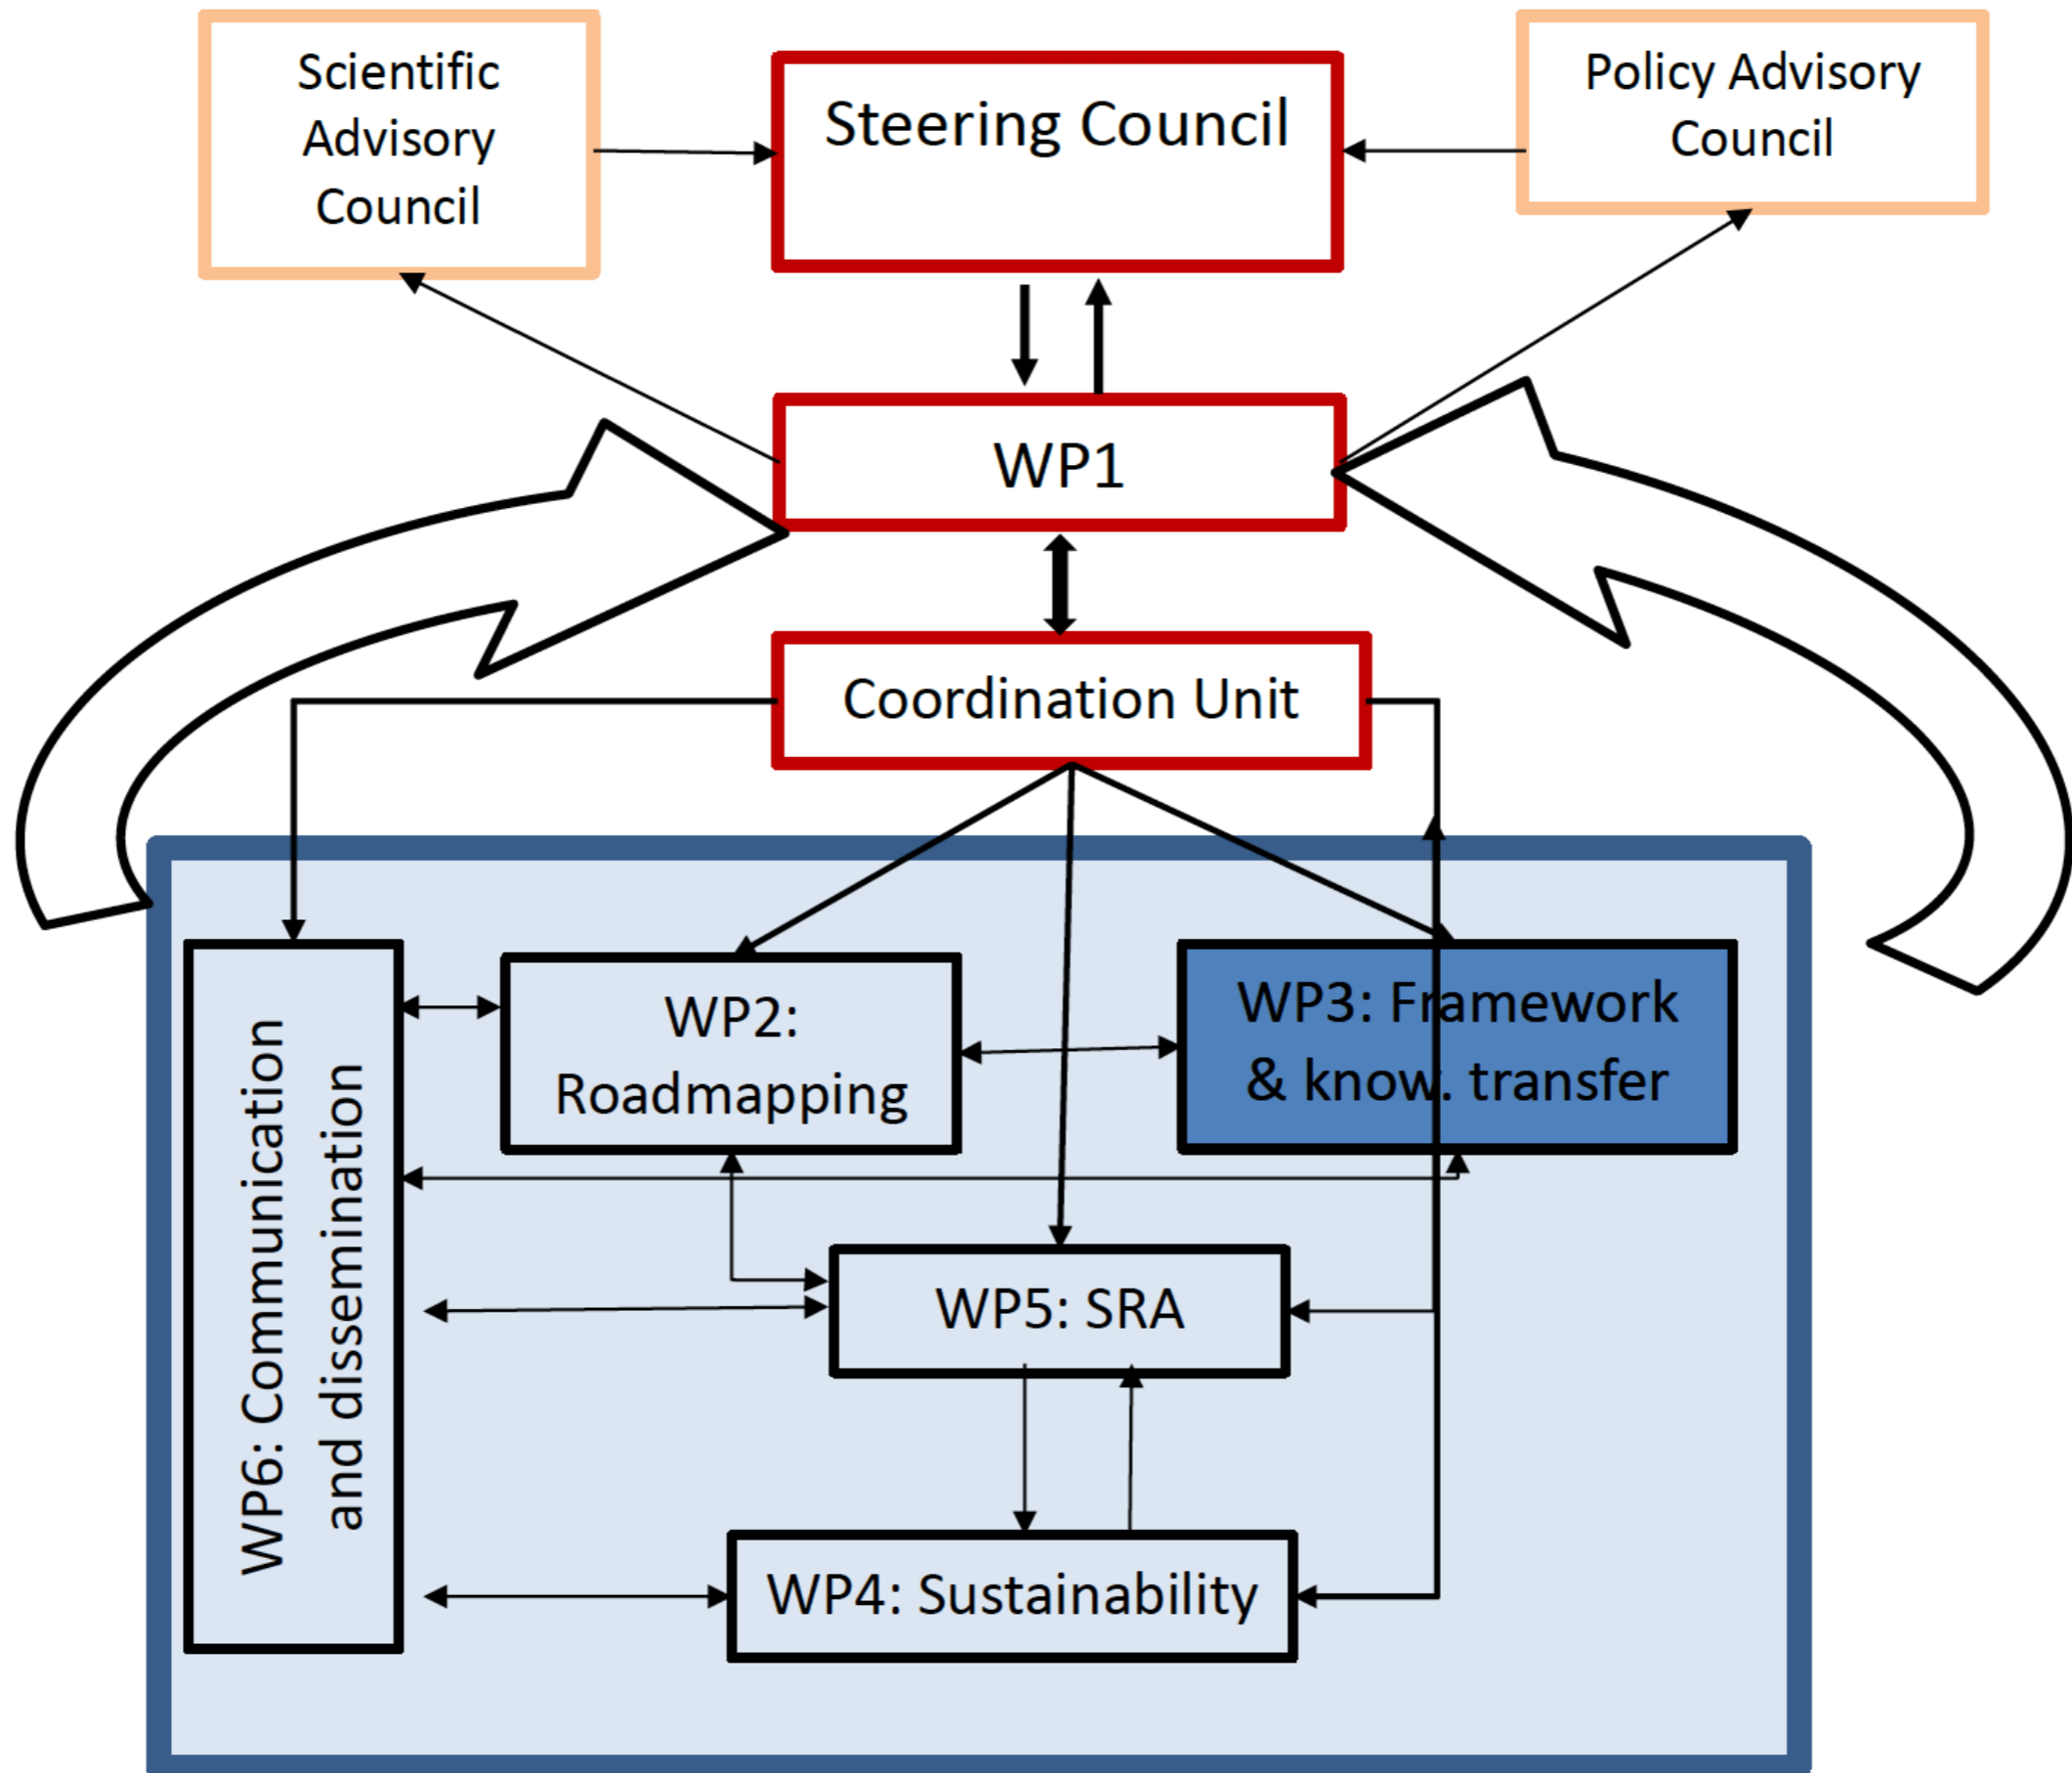 Scientific
Advisory
Council
Steering Council
Policy Advisory
Council
WP1
Coordination Unit
WP6: Communication
and dissemination
WP2:
Roadmapping
WP3: Framework
& know. transfer
WP5: SRA
WP4: Sustainability